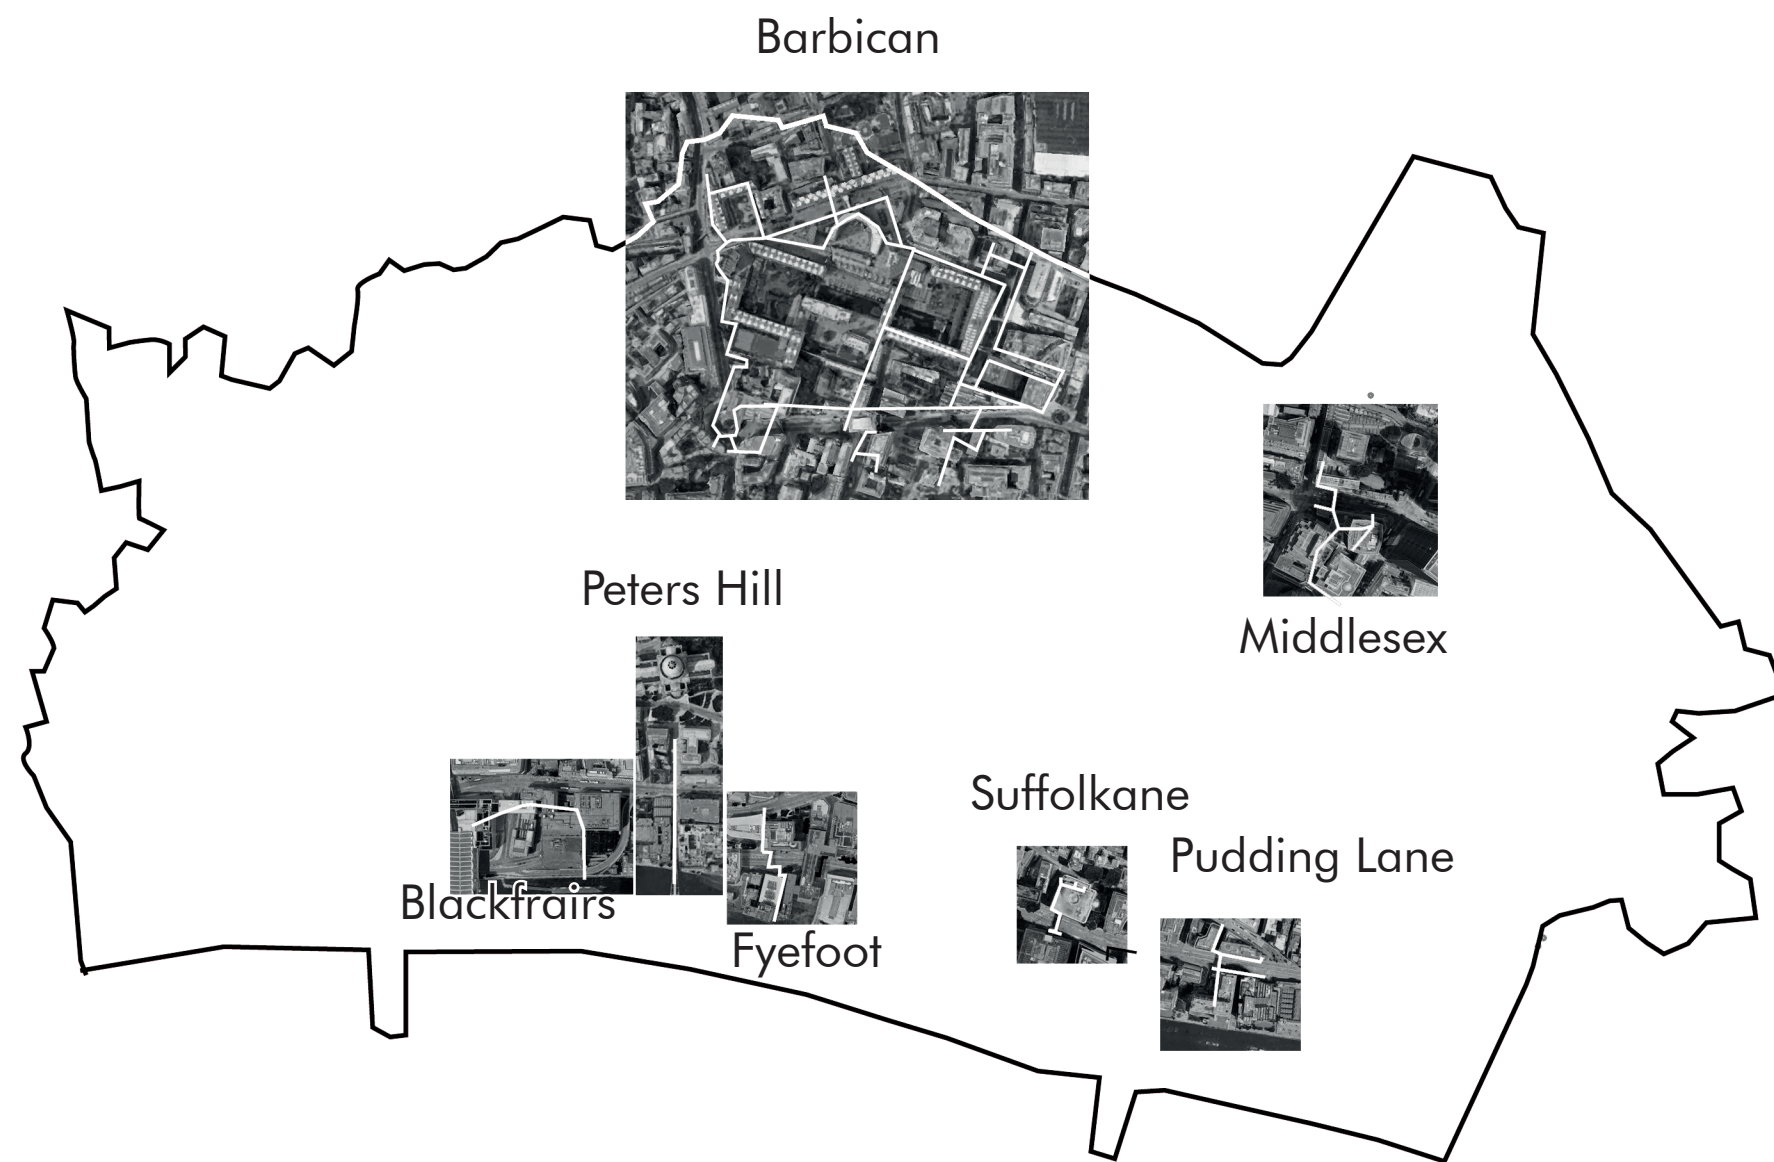 Barbican
Peters Hill
Middlesex
Suffolkane
Pudding Lane
Blackfrairs
Fyefoot